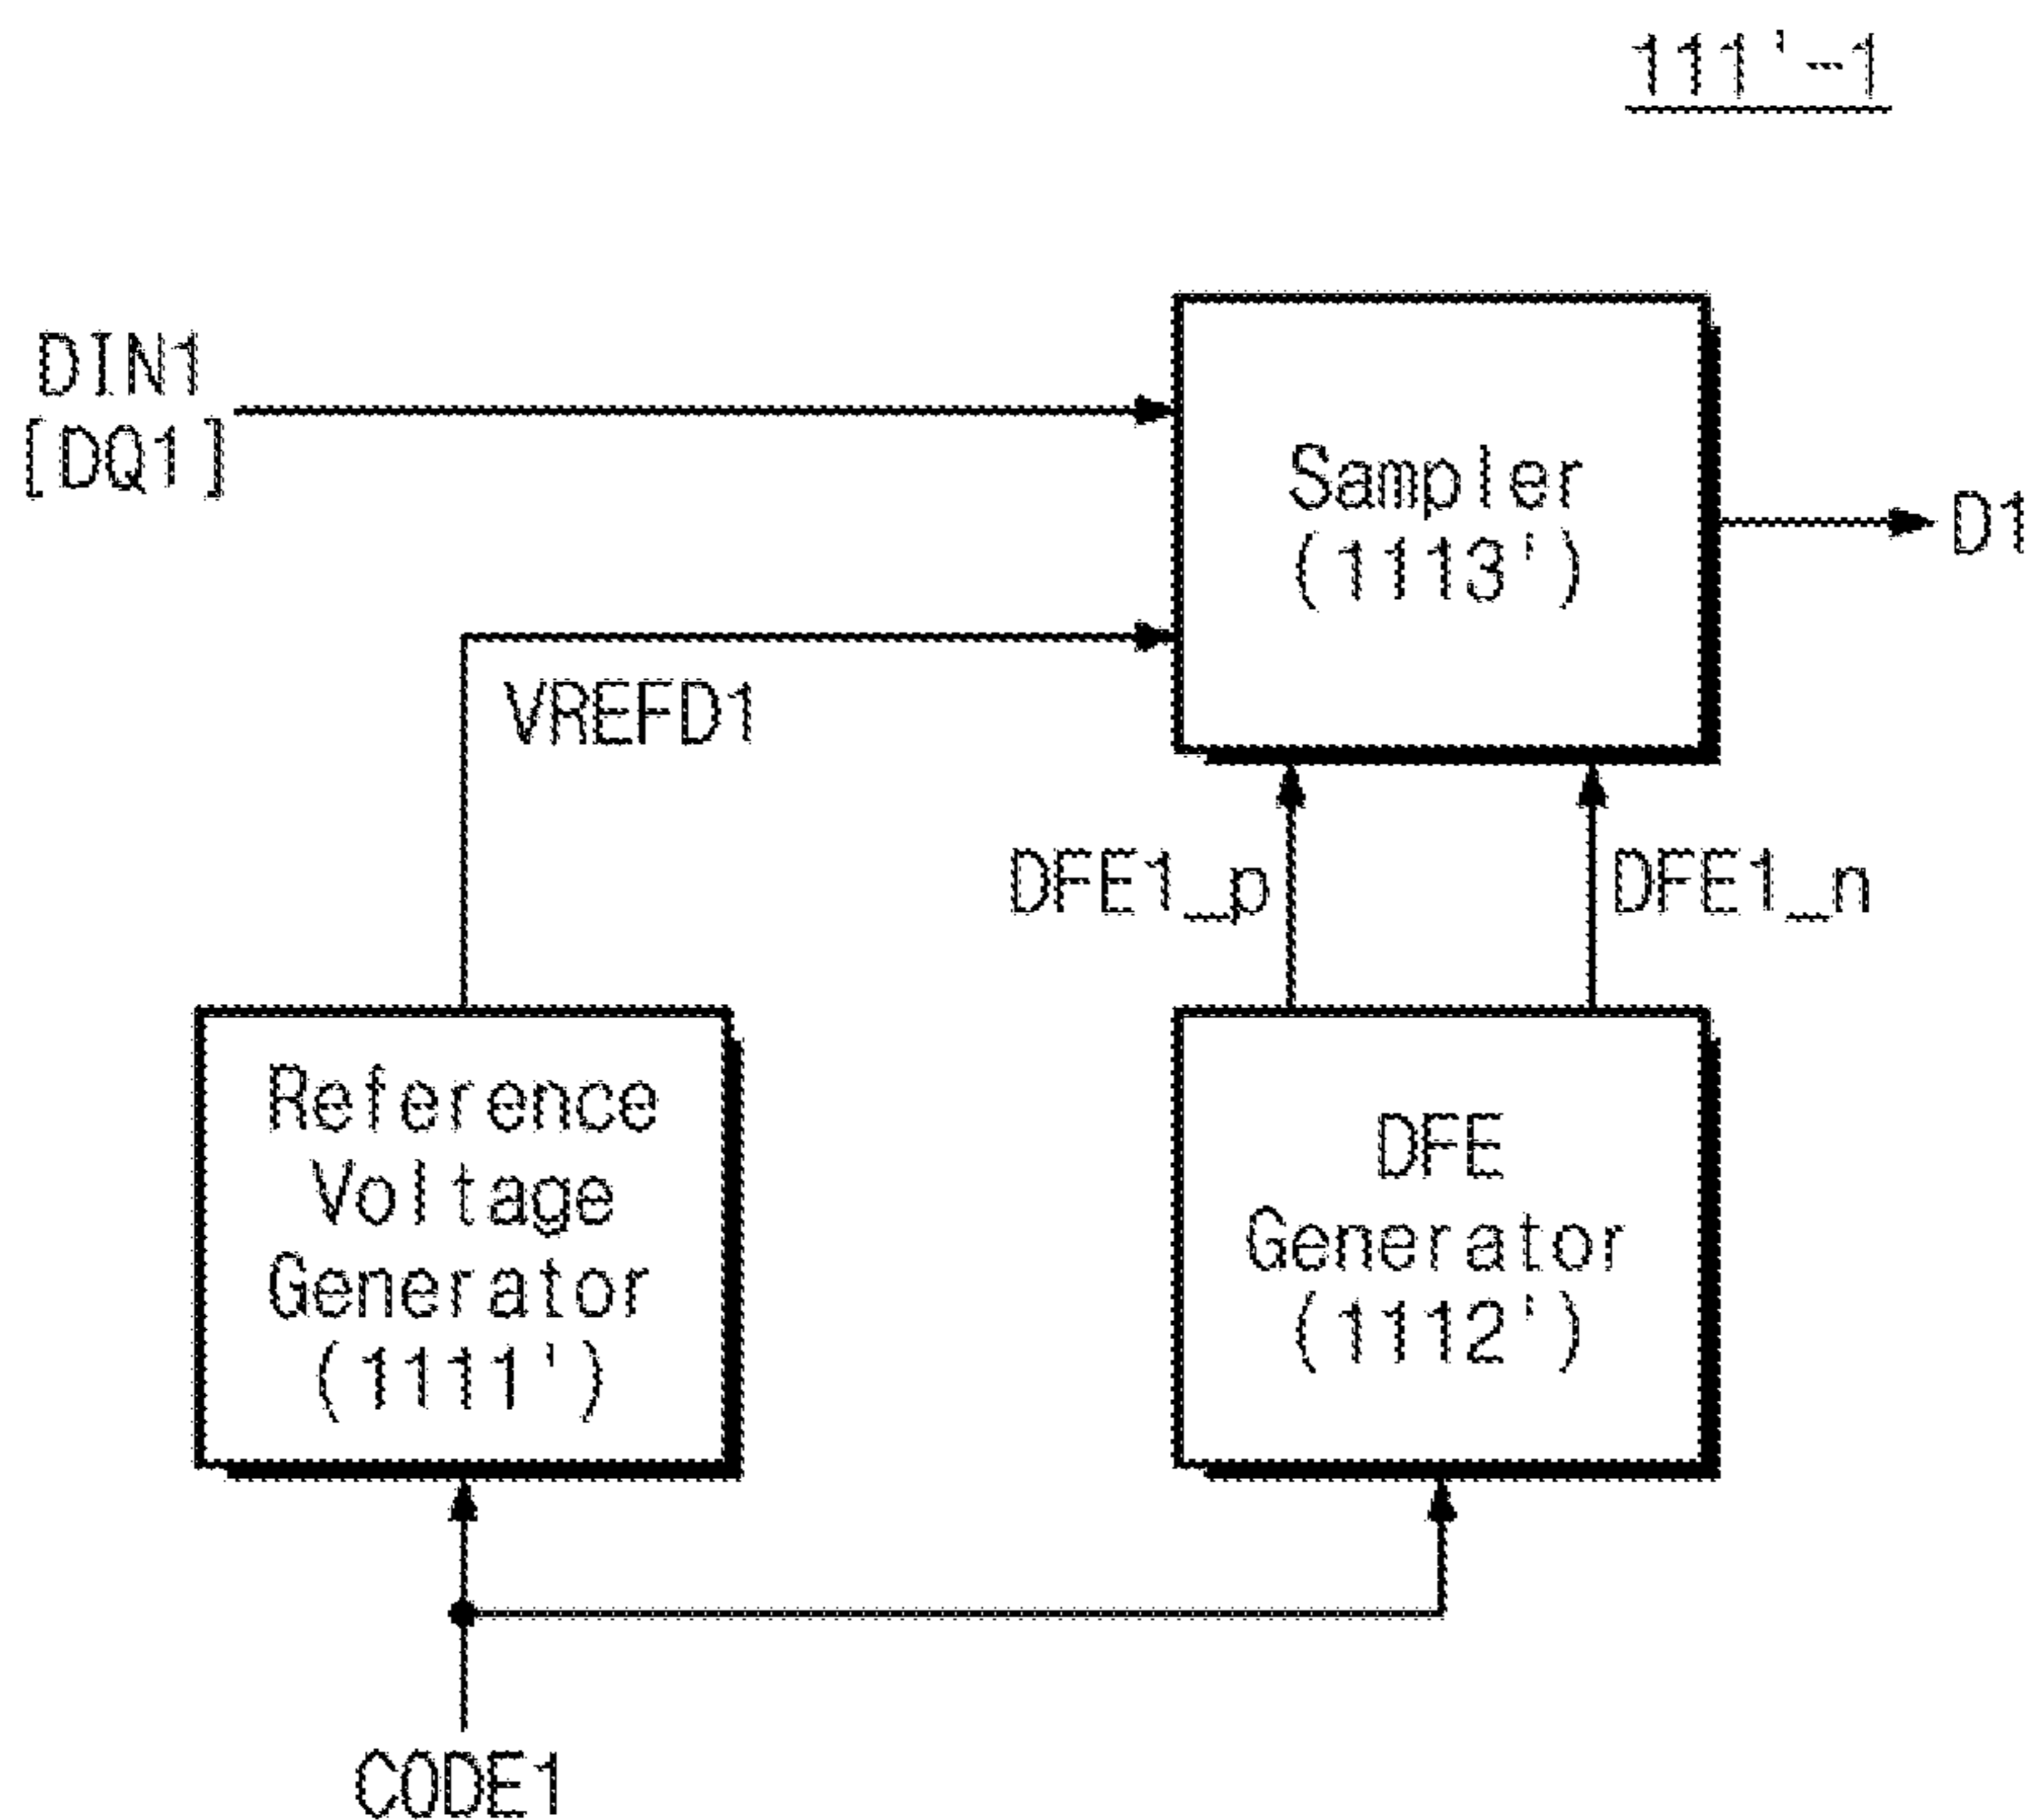 111'-1
DIN1
[DQ1]
Sampler
(1113')
D1
VREFD1
DFE1_p
DFE1_n
Reference
Voltage
Generator
(1111')
DFE
Generator
(1112')
CODE1